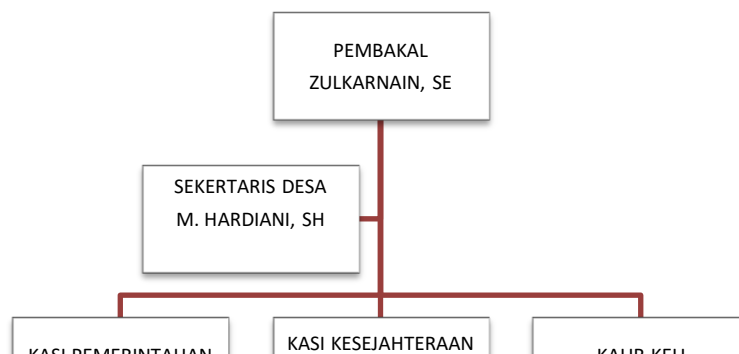 PEMBAKAL
ZULKARNAIN, SE
SEKERTARIS DESA
M. HARDIANI, SH
KASI PEMERINTAHAN
KASI KESEJAHTERAAN
KAUR KEU